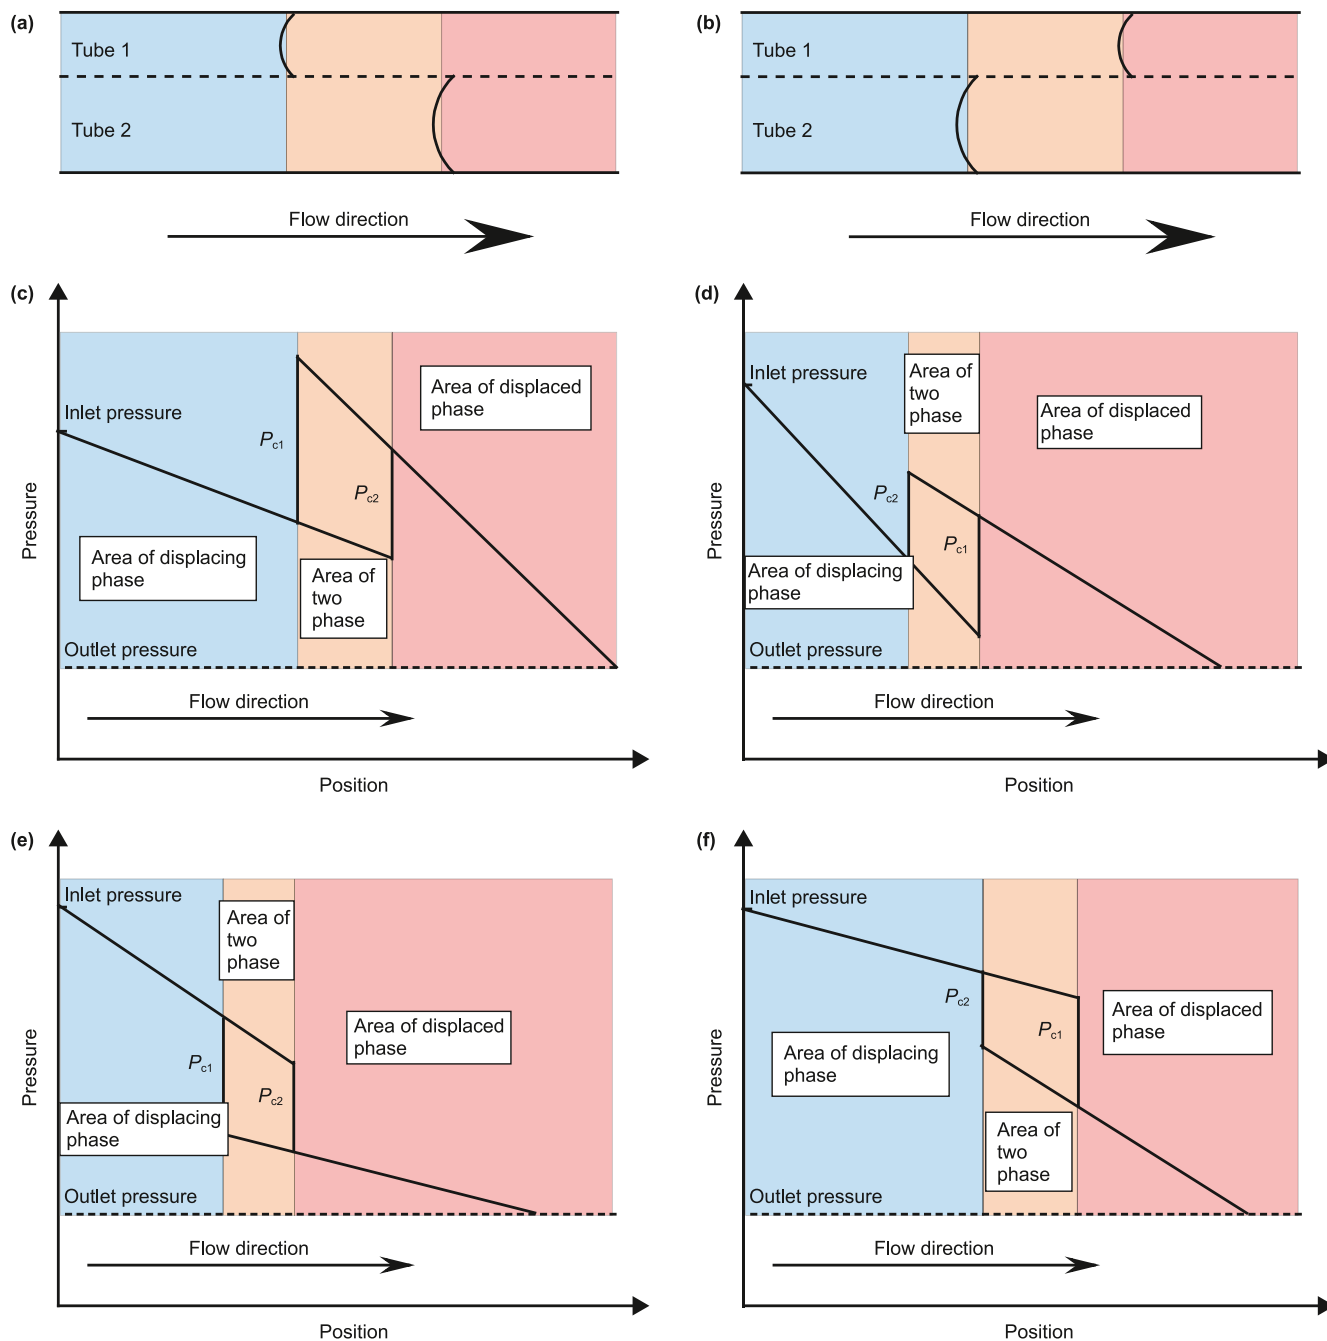 (a)
Tube 1
Tube 2
Flow direction
(b)
Tube 1
Tube 2
Flow direction
(c)
Pressure
Inlet pressure
Pc1
Pc2
Area of displaced
phase
Area of displacing
phase
Area of
two
phase
Outlet pressure
Flow direction
Position
(d)
Pressure
Inlet pressure
Area of
two
phase
Area of displaced
phase
Pc2
Pc1
Area of displacing
phase
Outlet pressure
Flow direction
Position
(e)
Pressure
Inlet pressure
Area of
two
phase
Area of displaced
phase
Pc1
Pc2
Area of displacing
phase
Outlet pressure
Flow direction
Position
(f)
Pressure
Inlet pressure
Pc2
Pc1
Area of displaced
phase
Area of displacing
phase
Area of
two
phase
Outlet pressure
Flow direction
Position